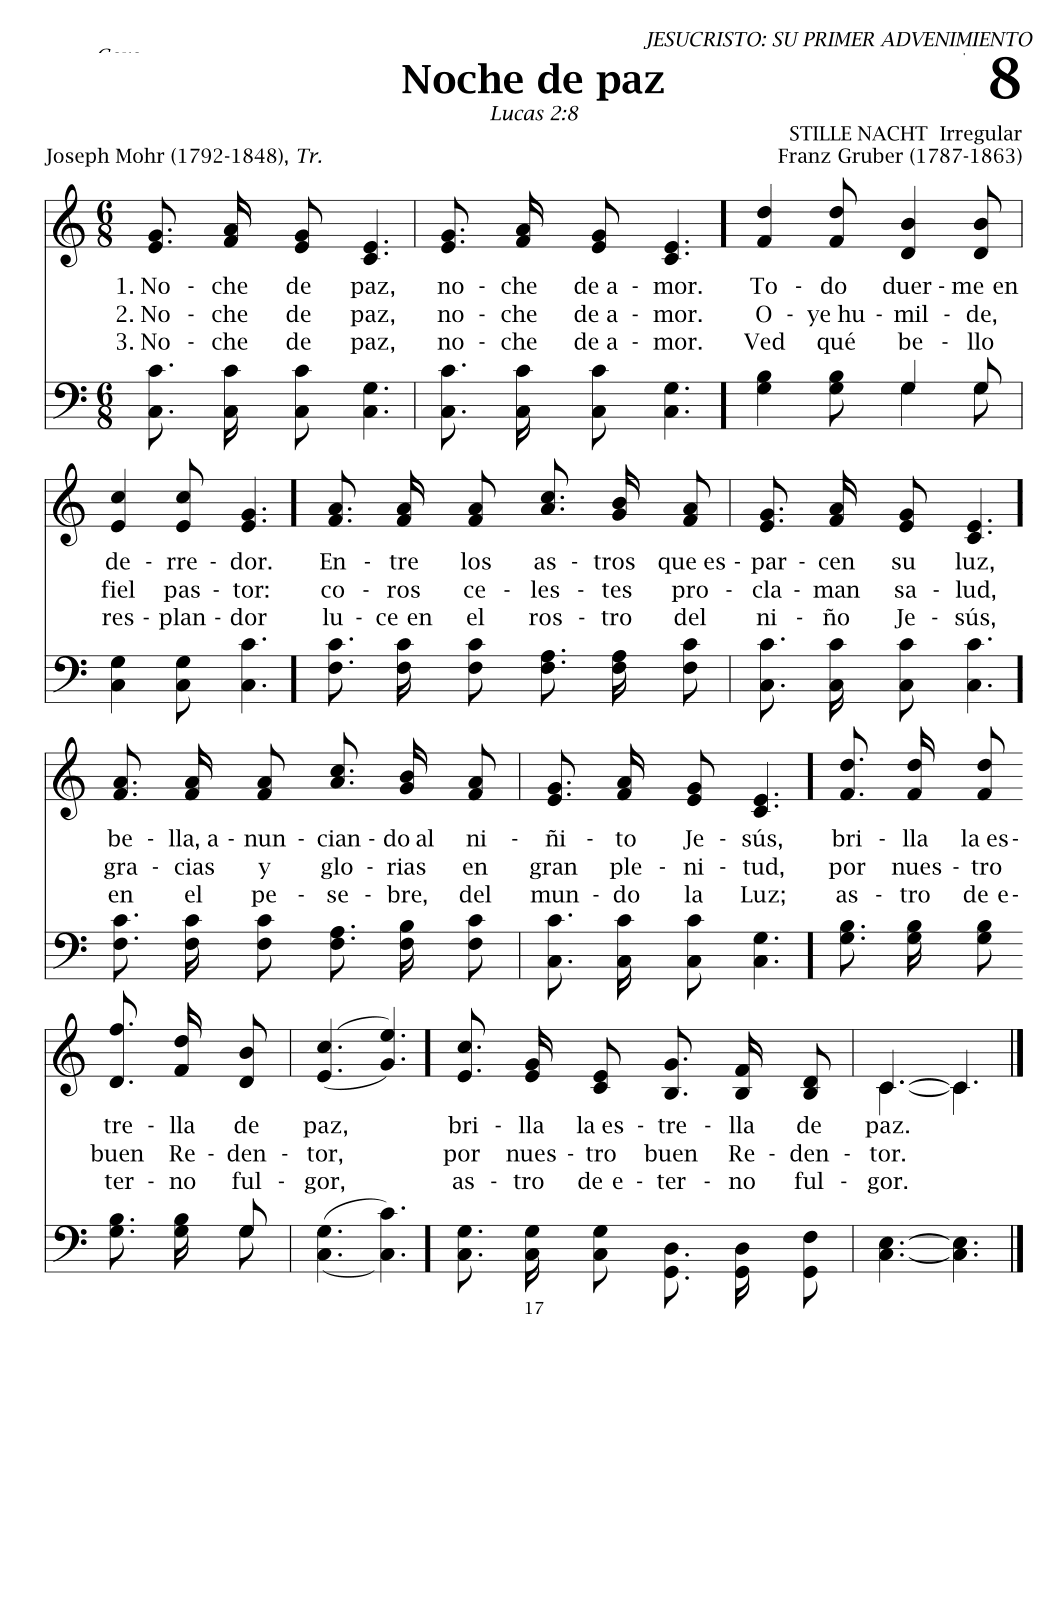 JESUCRISTO: SU PRIMER ADVENIMIENTO
Noche de paz
8
Lucas 2:8
STILLE NACHT Irregular
Joseph Mohr (1792-1848), Tr.
Franz Gruber (1787-1863)
1. No - che de paz, no - che de a - mor. To - do duer - me en
2. No - che de paz, no - che de a - mor. O - ye hu - mil - de,
3. No - che de paz, no - che de a - mor. Ved qué be - llo
de - rre - dor. En - tre los as - tros que es - par - cen su luz,
fiel pas - tor: co - ros ce - les - tes pro - cla - man sa - lud,
res - plan - dor lu - ce en el ros - tro del ni - ño Je - sús,
be - lla, a - nun - cian - do al ni - ñi - to Je - sús, bri - lla la es -
gra - cias y glo - rias en gran ple - ni - tud, por nues - tro
en el pe - se - bre, del mun - do la Luz; as - tro de e -
tre - lla de paz, bri - lla la es - tre - lla de paz.
buen Re - den - tor, por nues - tro buen Re - den - tor.
ter - no ful - gor, as - tro de e - ter - no ful - gor.
17